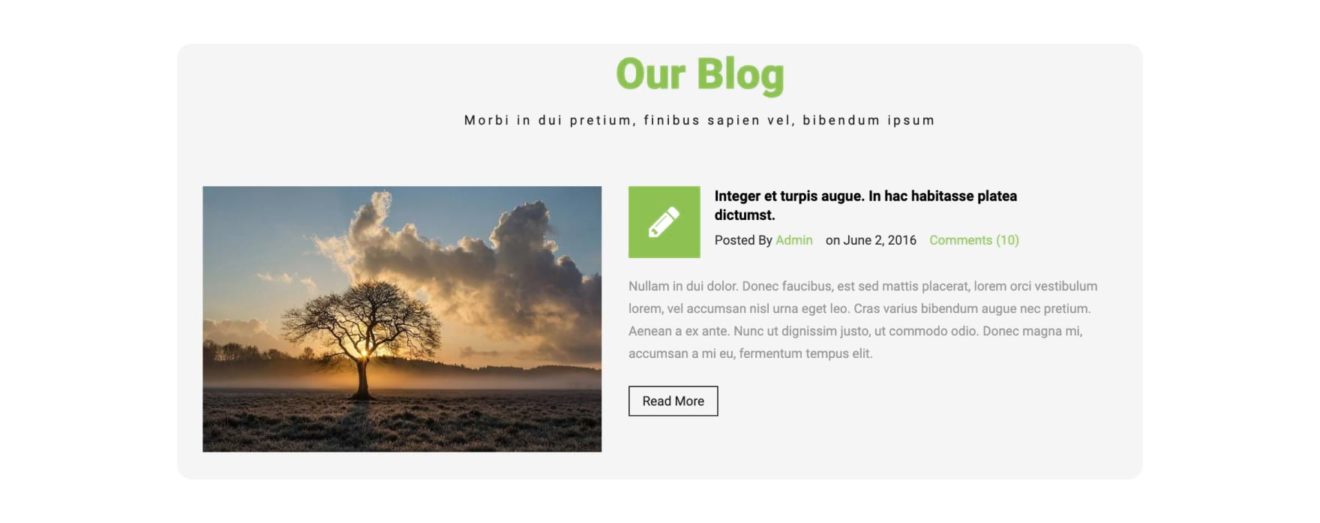 Our Blog
Morbi in dui pretium, finibus sapien vel, bibendum ipsum
Integer et turpis augue. In hac habitasse platea
dictumst.
Posted By Admin on June 2, 2016 Comments (10)
Nullam in dui dolor. Donec faucibus, est sed mattis placerat, lorem orci vestibulum
lorem, vel accumsan nisl urna eget leo. Cras varius bibendum augue nec pretium.
Aenean a ex ante. Nunc ut dignissim justo, ut commodo odio. Donec magna mi,
accumsan a mi eu, fermentum tempus elit.
Read More